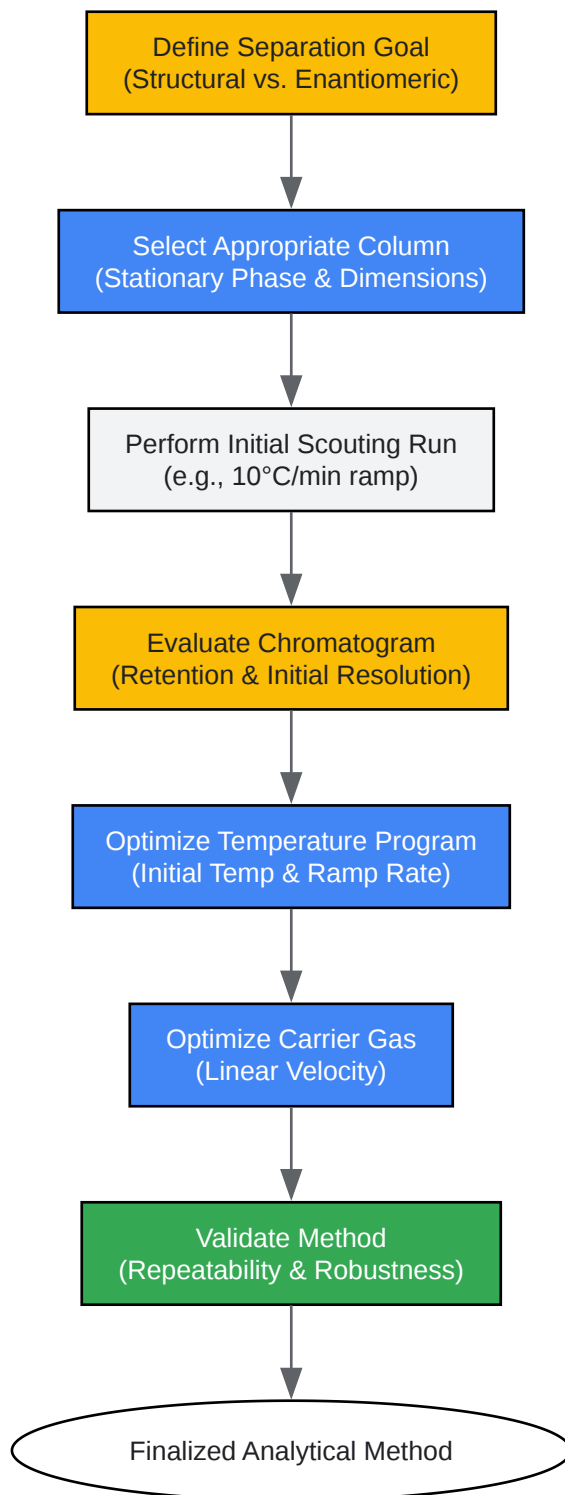 Define Separation Goal
(Structural vs. Enantiomeric)
Select Appropriate Column
(Stationary Phase & Dimensions)
Perform Initial Scouting Run
(e.g., 10°C/min ramp)
Evaluate Chromatogram
(Retention & Initial Resolution)
Optimize Temperature Program
(Initial Temp & Ramp Rate)
Optimize Carrier Gas
(Linear Velocity)
Validate Method
(Repeatability & Robustness)
Finalized Analytical Method